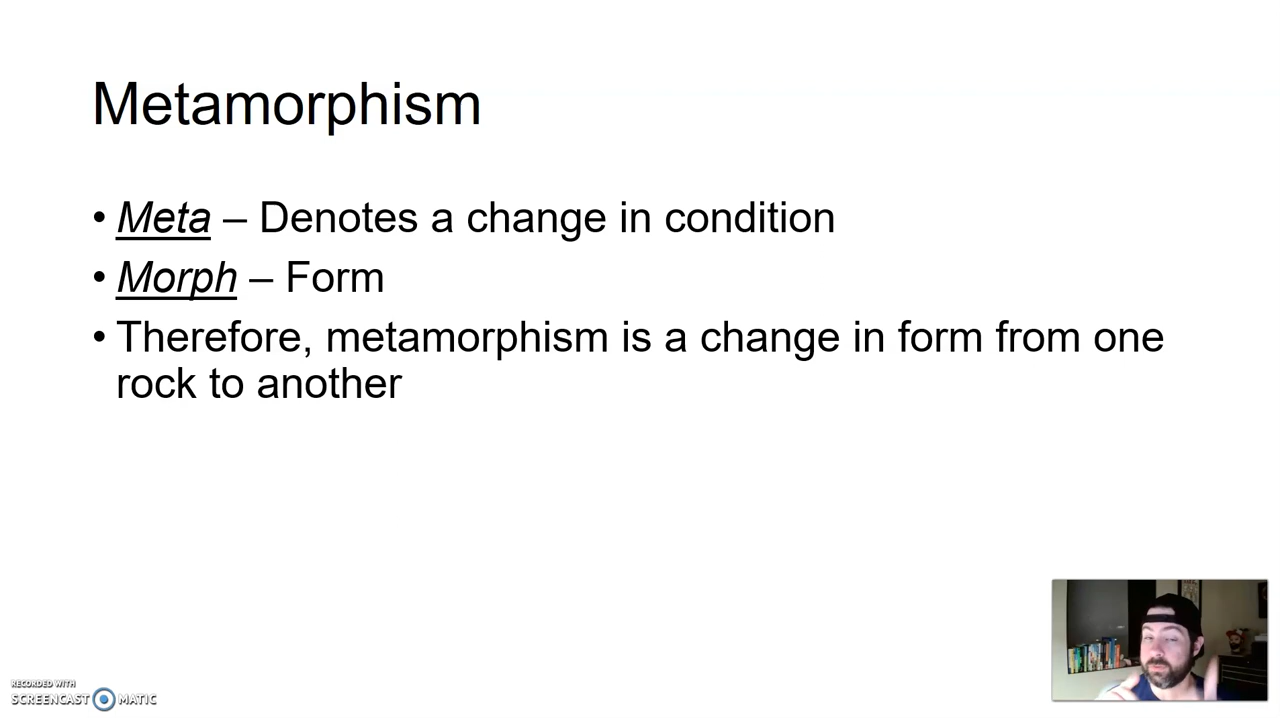 Metamorphism
• Meta – Denotes a change in condition
• Morph – Form
• Therefore, metamorphism is a change in form from one
rock to another
RECORDED WITH
SCREENCAST MATIC